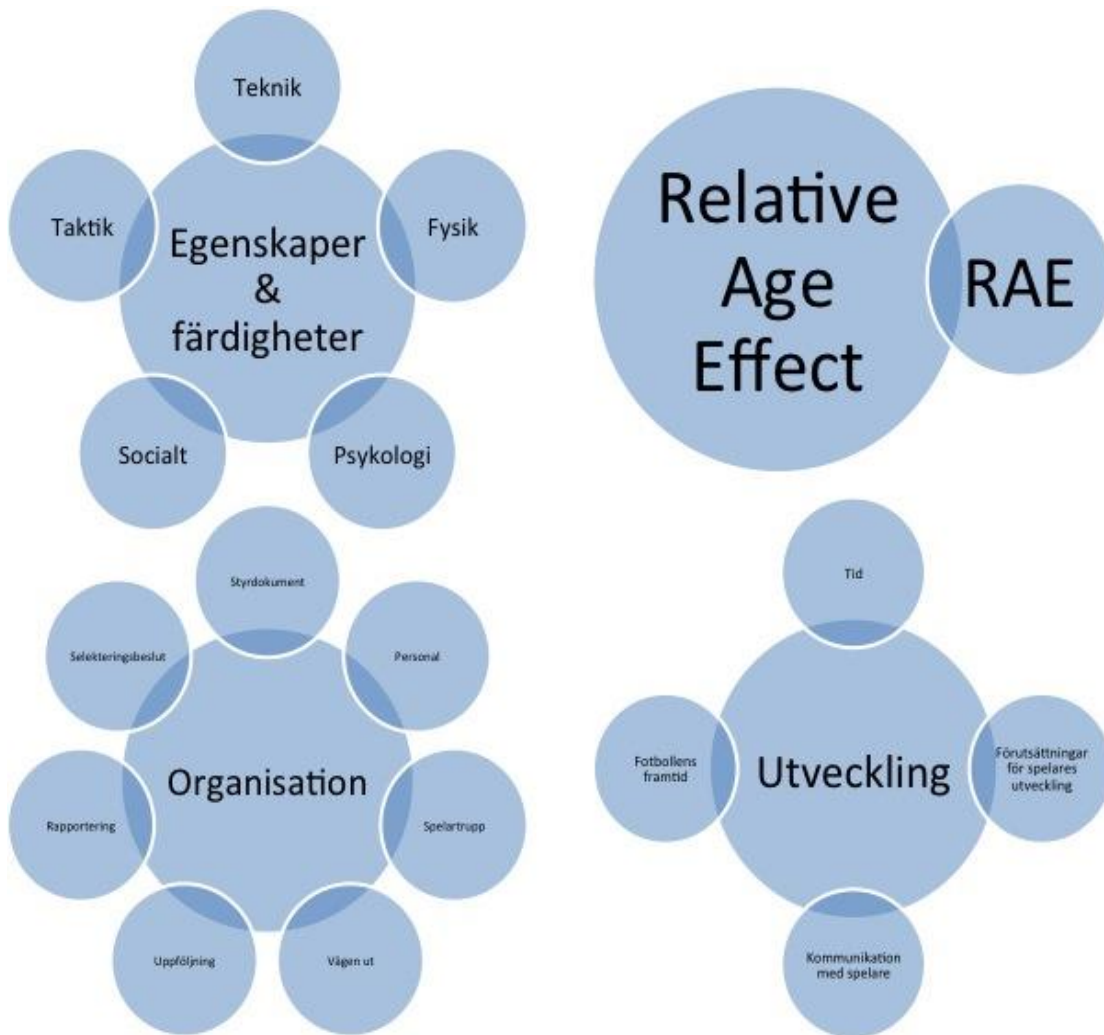 Teknik
Taktik
Egenskaper
&
färdigheter
Fysik
Socialt
Psykologi
Relative
Age
Effect
RAE
Styrdokument
Selekteringsbeslut
Personal
Organisation
Rapportering
Spelartrupp
Uppföljning
Vägen ut
Tid
Fotbollens
framtid
Utveckling
Förutsättningar
för spelares
utveckling
Kommunikation
med spelare